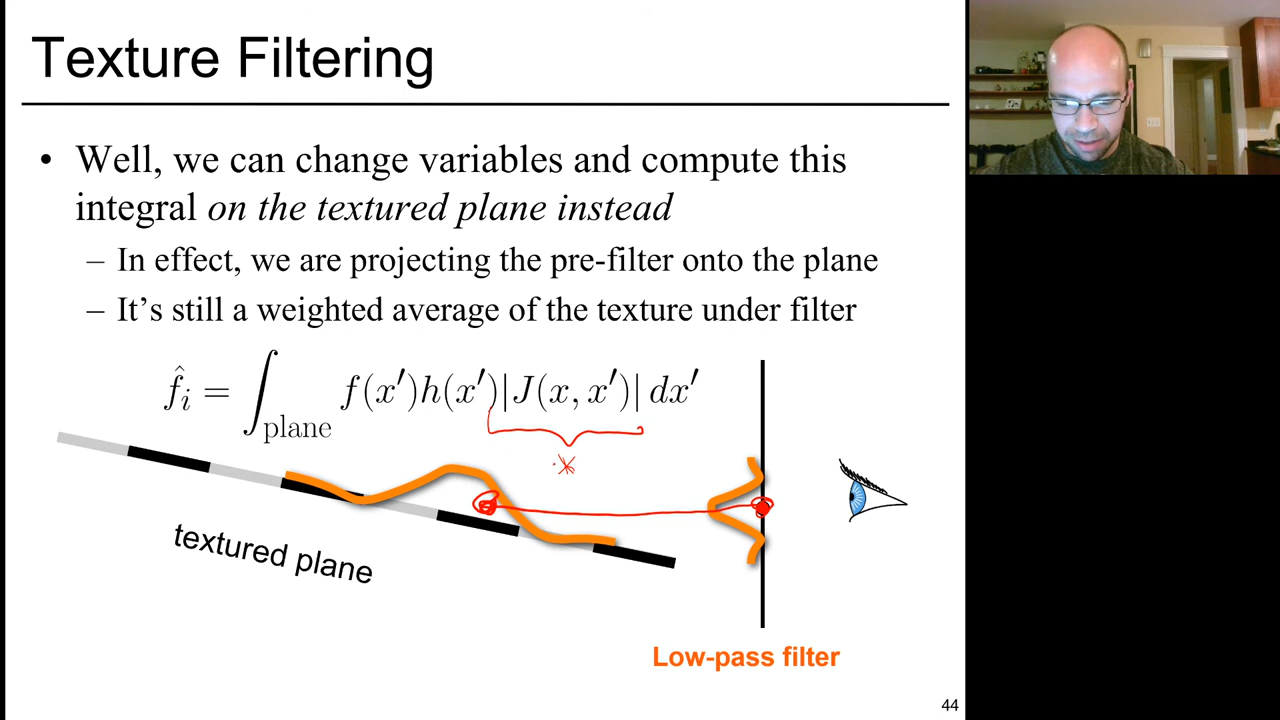 Texture Filtering
• Well, we can change variables and compute this
integral on the textured plane instead
– In effect, we are projecting the pre-filter onto the plane
– It’s still a weighted average of the texture under filter
f̂ᵢ = ∫plane f(x′)h(x′)|J(x, x′)| dx′
textured plane
Low-pass filter
44